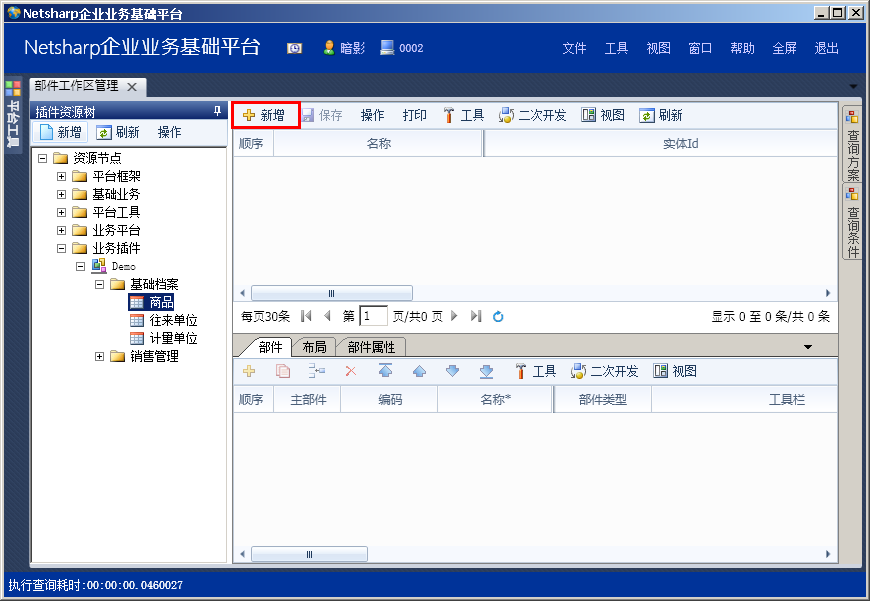 Netsharp企业业务基础平台
Netsharp企业业务基础平台 暗影 0002 文件 工具 视图 窗口 帮助 全屏 退出
平台工具
部件工作区管理
插件资源树
新增 刷新 操作
资源节点
平台框架
基础业务
平台工具
业务平台
业务插件
Demo
基础档案
商品
往来单位
计量单位
销售管理
新增 保存 操作 打印 工具 二次开发 视图 刷新
顺序 名称 实体Id
每页30条 第 1 页/共0 页 显示 0 至 0 条/共 0 条
部件 布局 部件属性
工具 二次开发 视图
顺序 主部件 编码 名称* 部件类型 工具栏
查询方案
查询条件
执行查询耗时:00:00:00.0460027